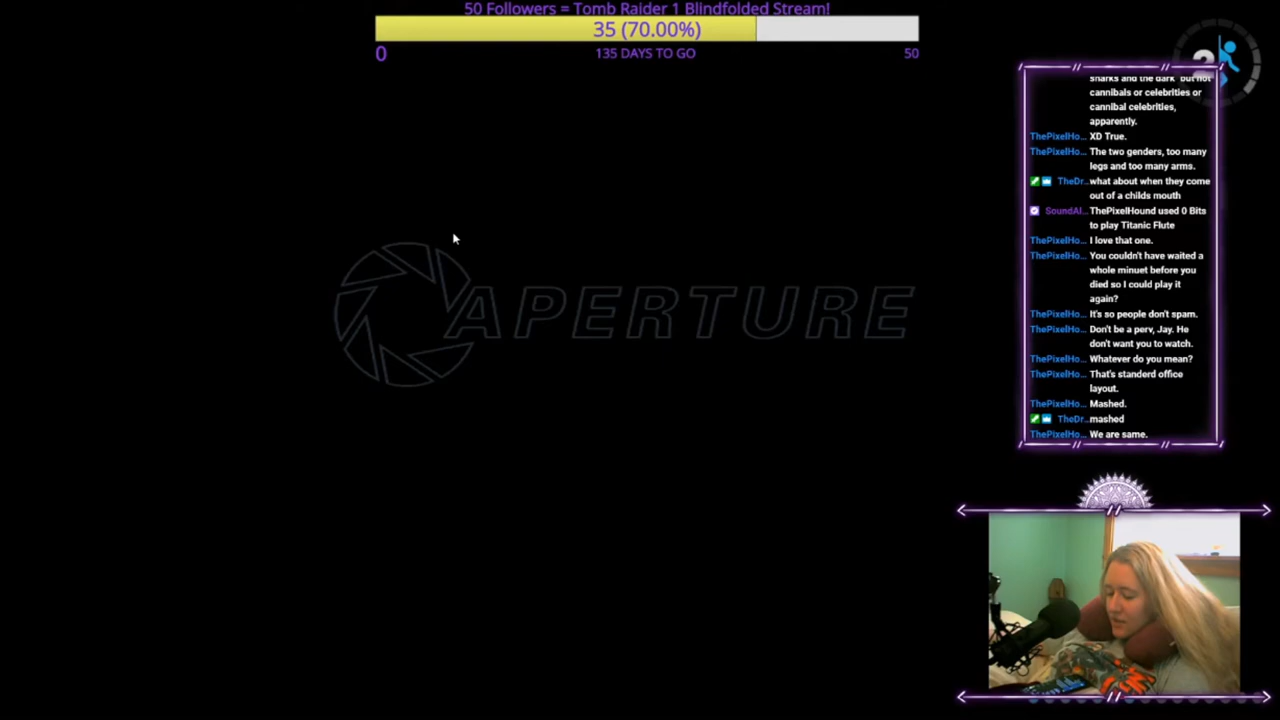 50 Followers = Tomb Raider 1 Blindfolded Stream!
35 (70.00%)
0
135 DAYS TO GO
50
2
sharks and the dark but not
cannibals or celebrities or
cannibal celebrities,
apparently.
ThePixelHo... XD True.
ThePixelHo... The two genders, too many
legs and too many arms.
TheDr... what about when they come
out of a childs mouth
SoundAl... ThePixelHound used 0 Bits
to play Titanic Flute
ThePixelHo... I love that one.
ThePixelHo... You couldn't have waited a
whole minuet before you
died so I could play it
again?
ThePixelHo... It's so people don't spam.
ThePixelHo... Don't be a perv, Jay. He
don't want you to watch.
ThePixelHo... Whatever do you mean?
ThePixelHo... That's standerd office
layout.
ThePixelHo... Mashed.
TheDr... mashed
ThePixelHo... We are same.
APERTURE